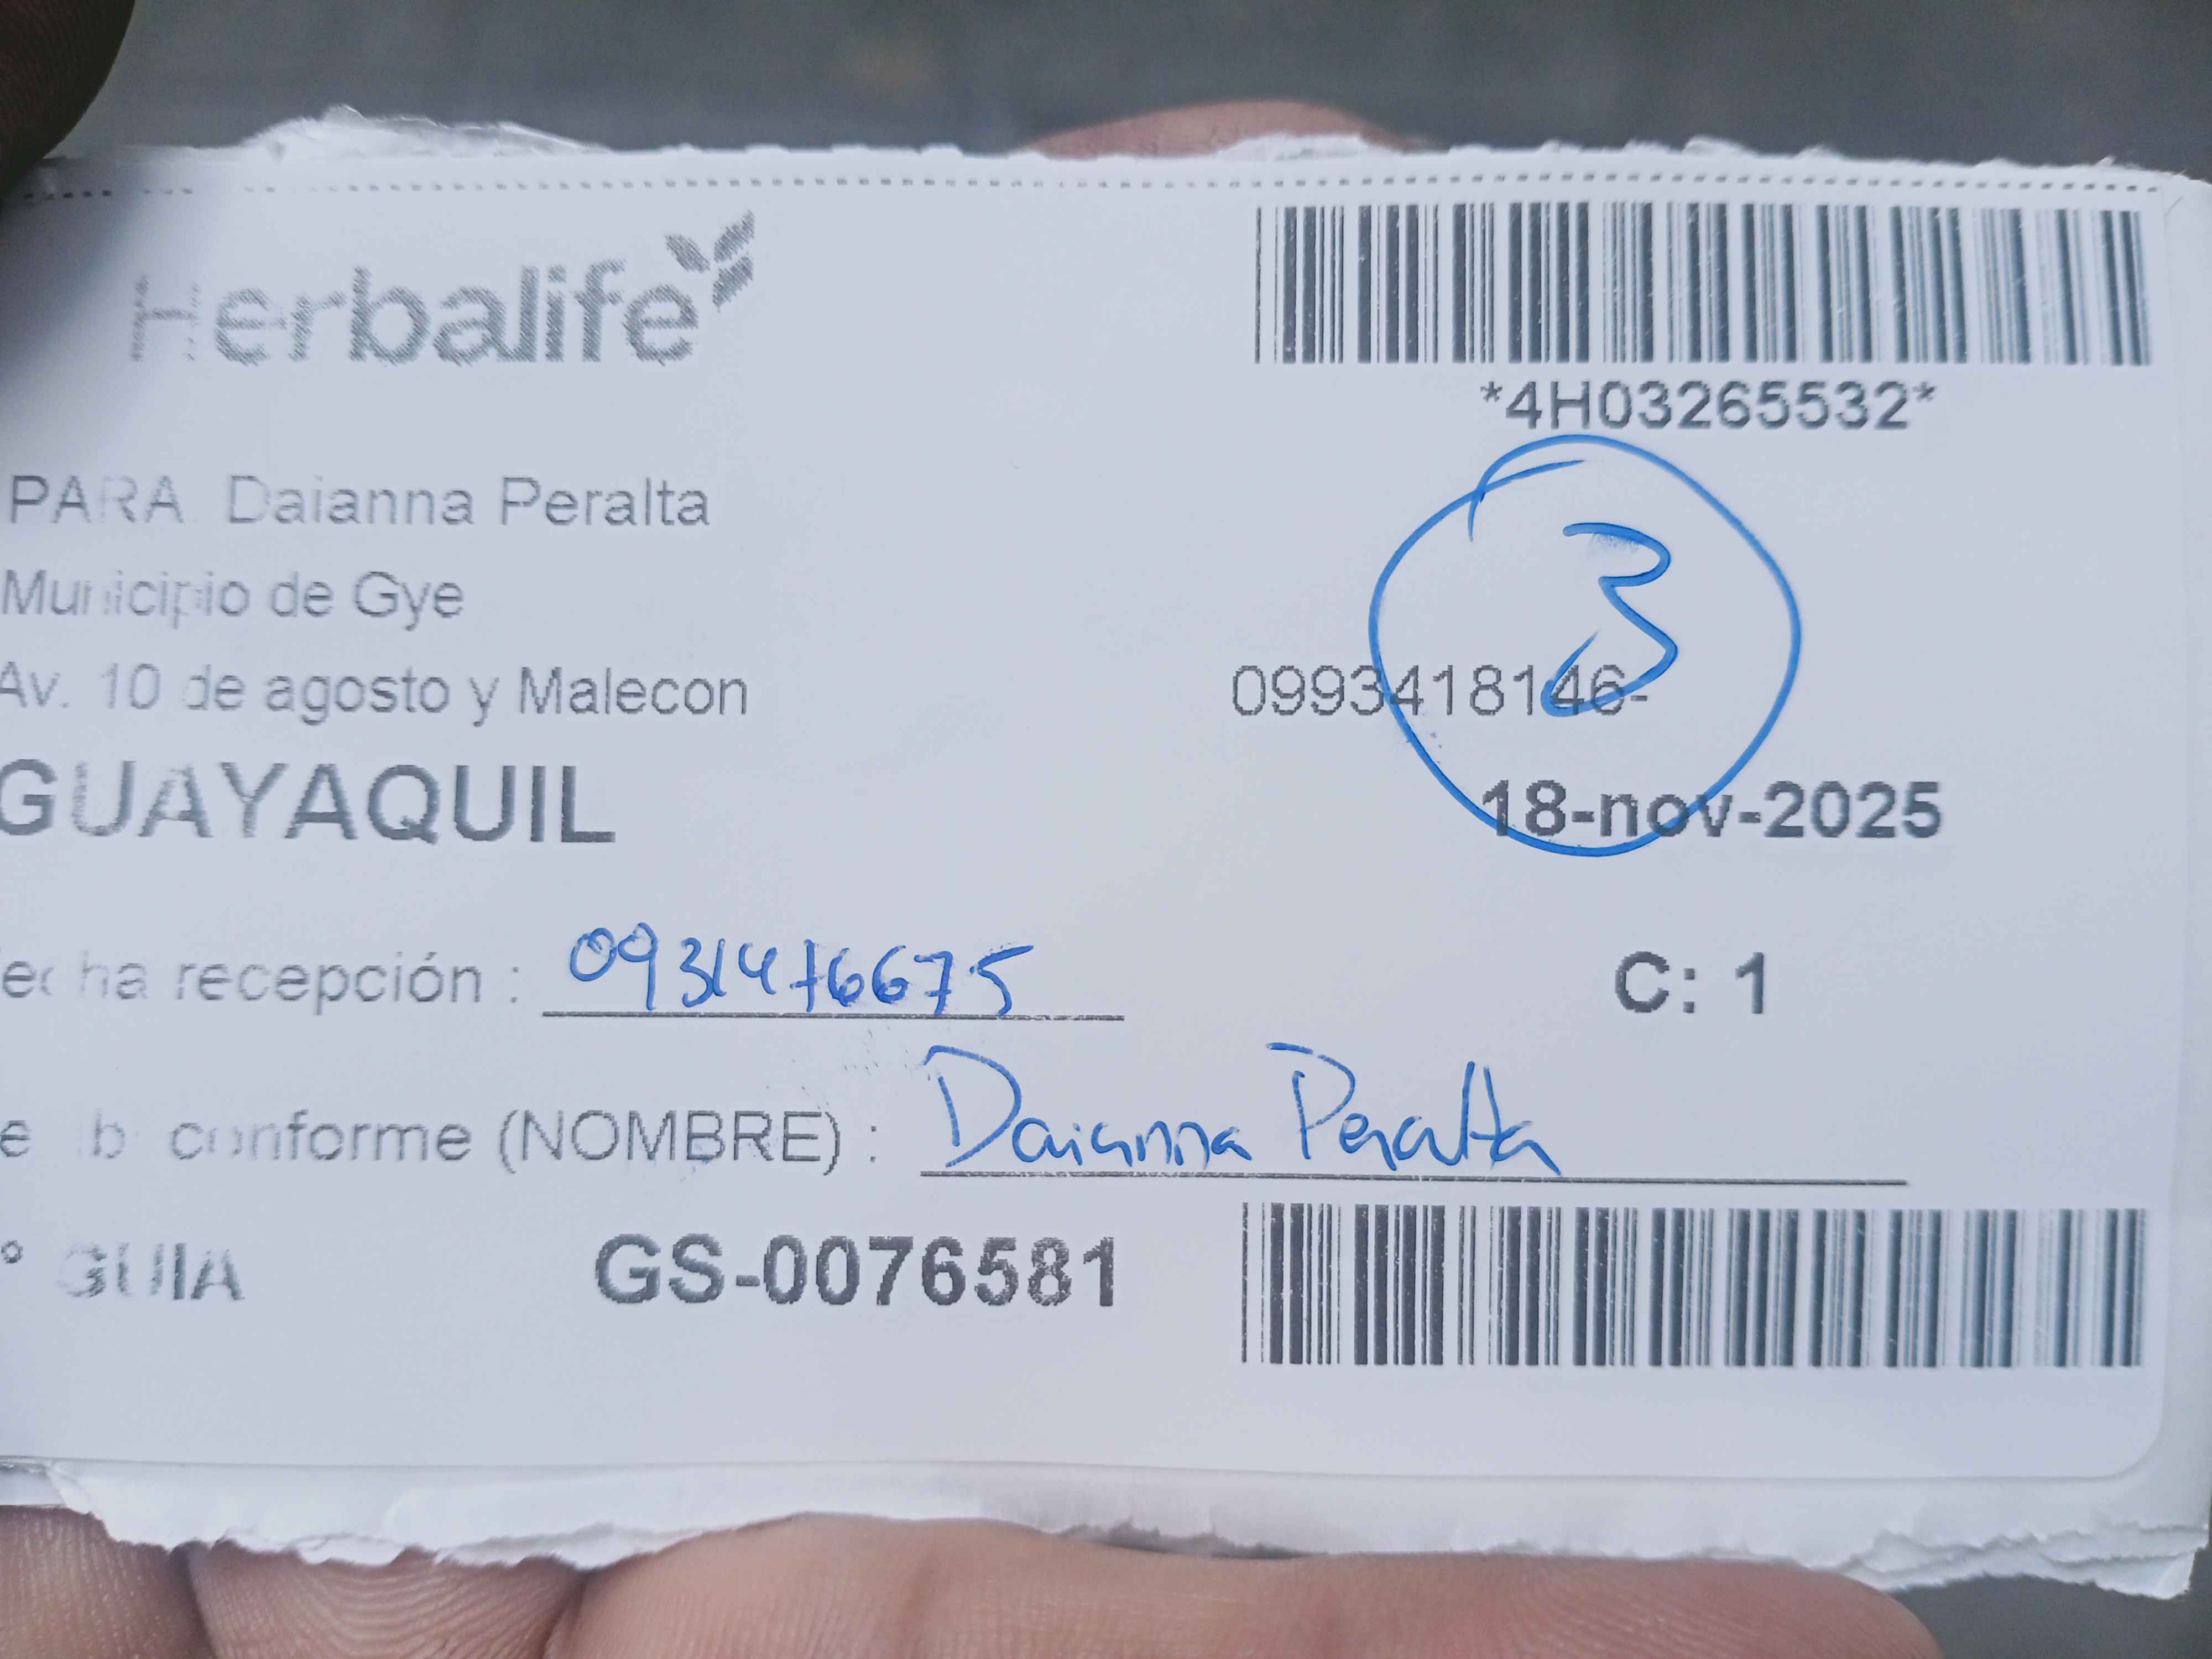 Herbalife
*4H03265532*
3
PARA. Daianna Peralta
Municipio de Gye
Av. 10 de agosto y Malecon
0993418146-
GUAYAQUIL
18-nov-2025
recepción : 0931476675
C: 1
conforme (NOMBRE) : Daianna Peralta
° GUIA GS-0076581